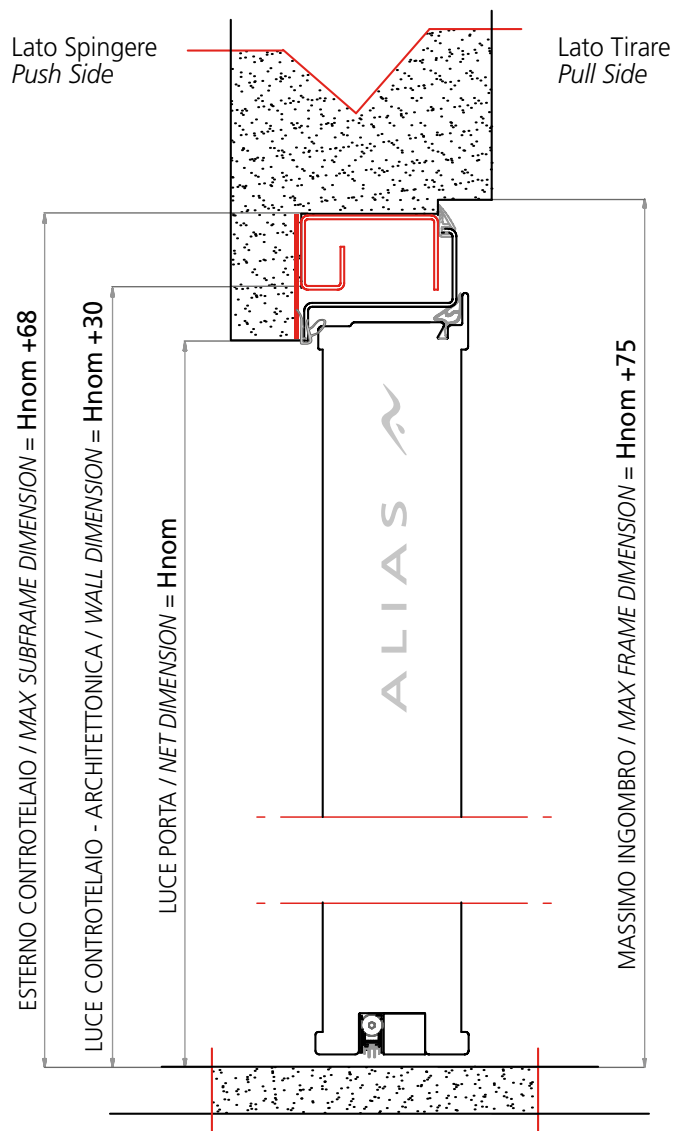 Lato Spingere
Push Side
Lato Tirare
Pull Side
ESTERNO CONTROTELAIO / MAX SUBFRAME DIMENSION = Hnom +68
LUCE CONTROTELAIO - ARCHITETTONICA / WALL DIMENSION = Hnom +30
LUCE PORTA / NET DIMENSION = Hnom
ALIAS
MASSIMO INGOMBRO / MAX FRAME DIMENSION = Hnom +75